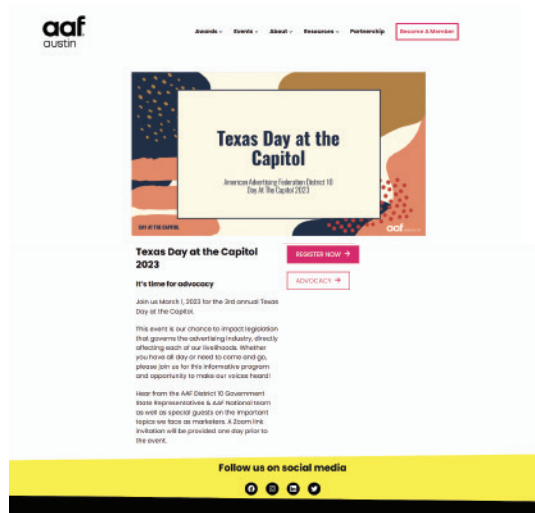 aaf
austin
Awards Events About Resources Partnership Become A Member
Texas Day at the
Capitol
American Advertising Federation District 10
Day At The Capitol 2023
DAY AT THE CAPITOL
aaf
Texas Day at the Capitol
2023
REGISTER NOW →
It's time for advocacy
ADVOCACY →
Join us March 1, 2023 for the 3rd annual Texas
Day at the Capitol.
This event is our chance to impact legislation
that governs the advertising industry, directly
affecting each of our livelihoods. Whether
you have all day or need to come and go,
please join us for this informative program
and opportunity to make our voices heard!
Hear from the AAF District 10 Government
State Representatives & AAF National team
as well as special guests on the important
topics we face as marketers. A Zoom link
invitation will be provided one day prior to
the event.
Follow us on social media